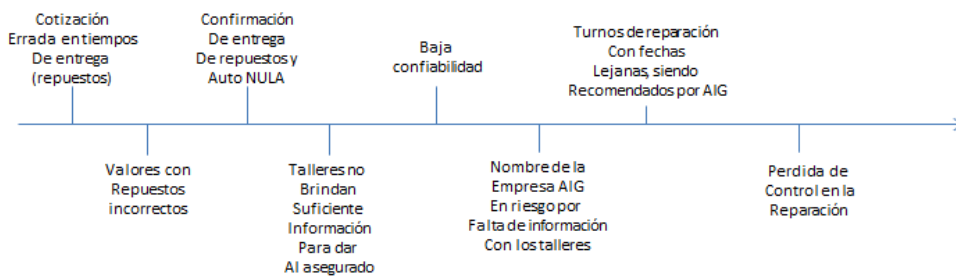 Cotización
Errada en tiempos
De entrega
(repuestos)
Confirmación
De entrega
De repuestos y
Auto NULA
Baja
confiabilidad
Turnos de reparación
Con fechas
Lejanas, siendo
Recomendados por AIG
Valores con
Repuestos
incorrectos
Talleres no
Brindan
Suficiente
Información
Para dar
Al asegurado
Nombre de la
Empresa AIG
En riesgo por
Falta de información
Con los talleres
Perdida de
Control en la
Reparación